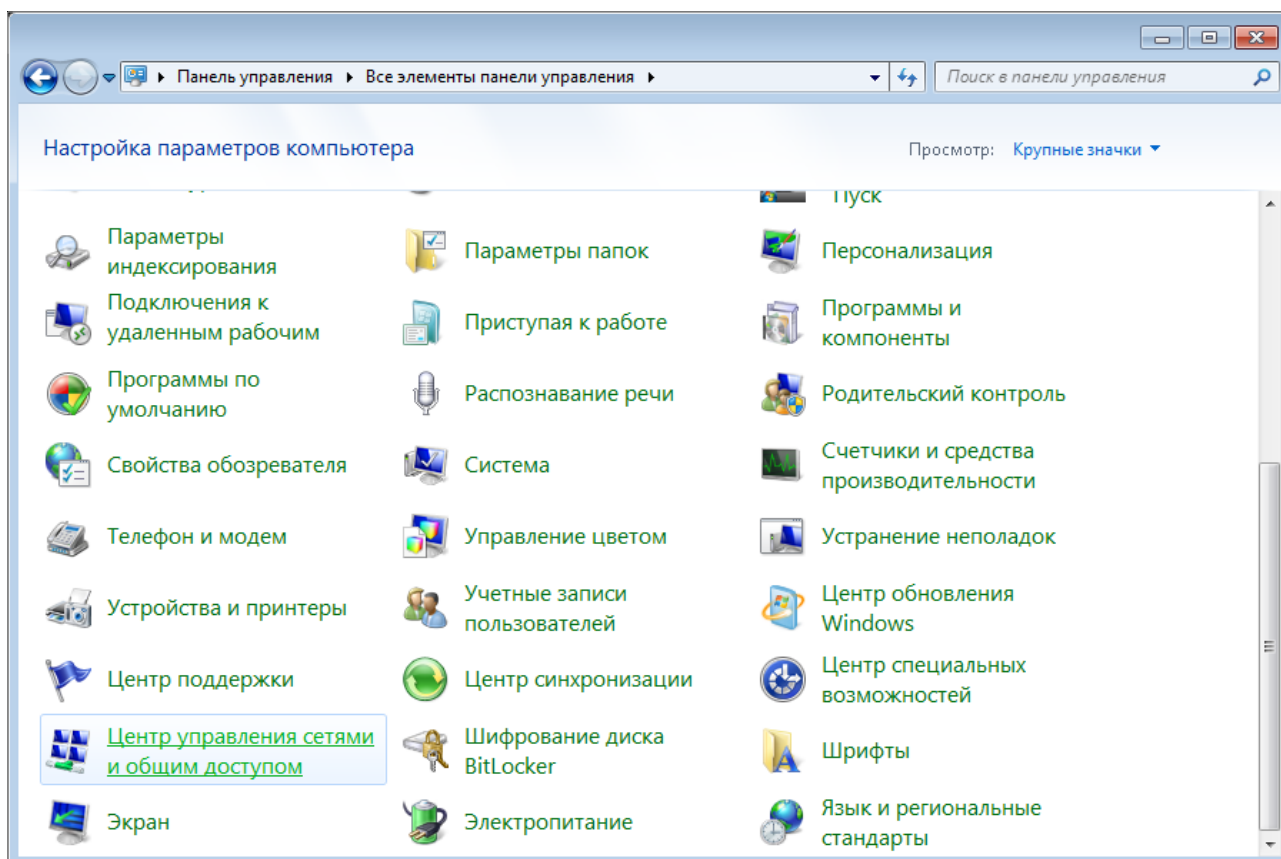 Панель управления ▸ Все элементы панели управления ▸
Поиск в панели управления
Настройка параметров компьютера
Просмотр: Крупные значки
Пуск
Параметры
индексирования
Параметры папок
Персонализация
Подключения к
удаленным рабочим
Приступая к работе
Программы и
компоненты
Программы по
умолчанию
Распознавание речи
Родительский контроль
Свойства обозревателя
Система
Счетчики и средства
производительности
Телефон и модем
Управление цветом
Устранение неполадок
Устройства и принтеры
Учетные записи
пользователей
Центр обновления
Windows
Центр поддержки
Центр синхронизации
Центр специальных
возможностей
Центр управления сетями
и общим доступом
Шифрование диска
BitLocker
Шрифты
Экран
Электропитание
Язык и региональные
стандарты